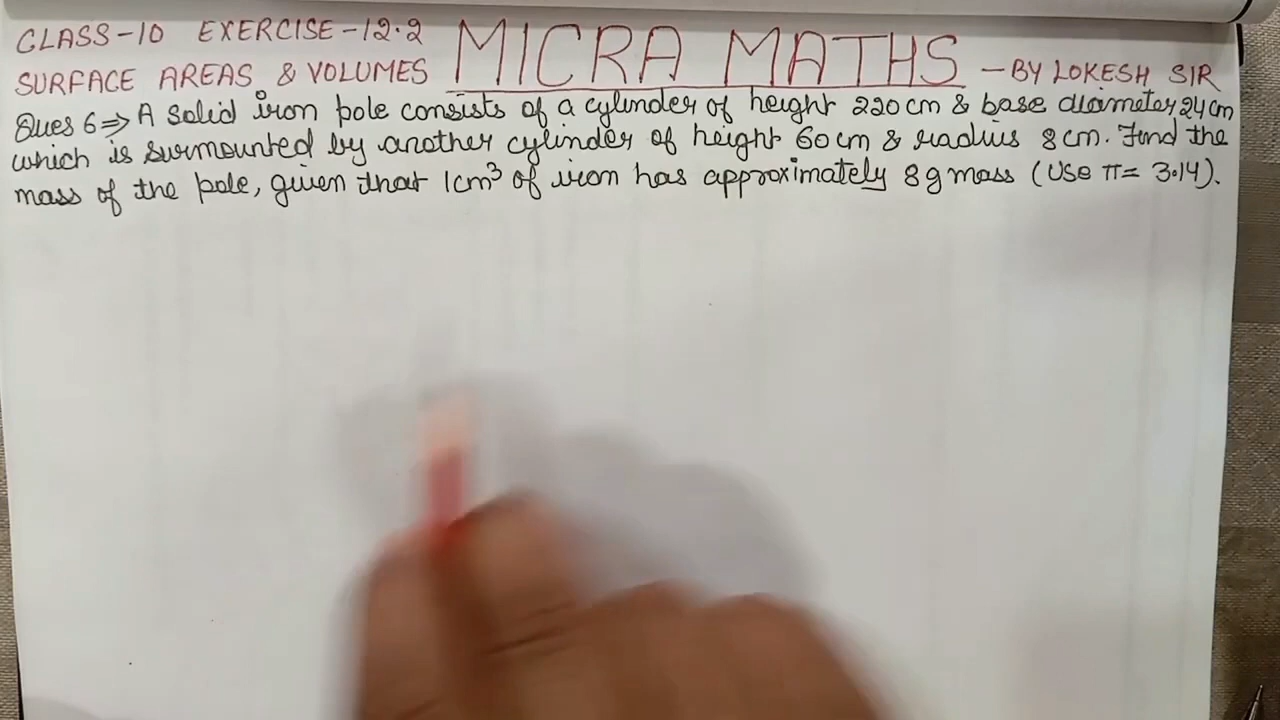 CLASS-10 EXERCISE-12.2
SURFACE AREAS & VOLUMES
MICRA MATHS - BY LOKESH SIR
Ques 6 ⇒ A solid iron pole consists of a cylinder of height 220 cm & base diameter 24 cm
which is surmounted by another cylinder of height 60 cm & radius 8 cm. Find the
mass of the pole, given that 1cm³ of iron has approximately 8 g mass (Use π = 3.14).